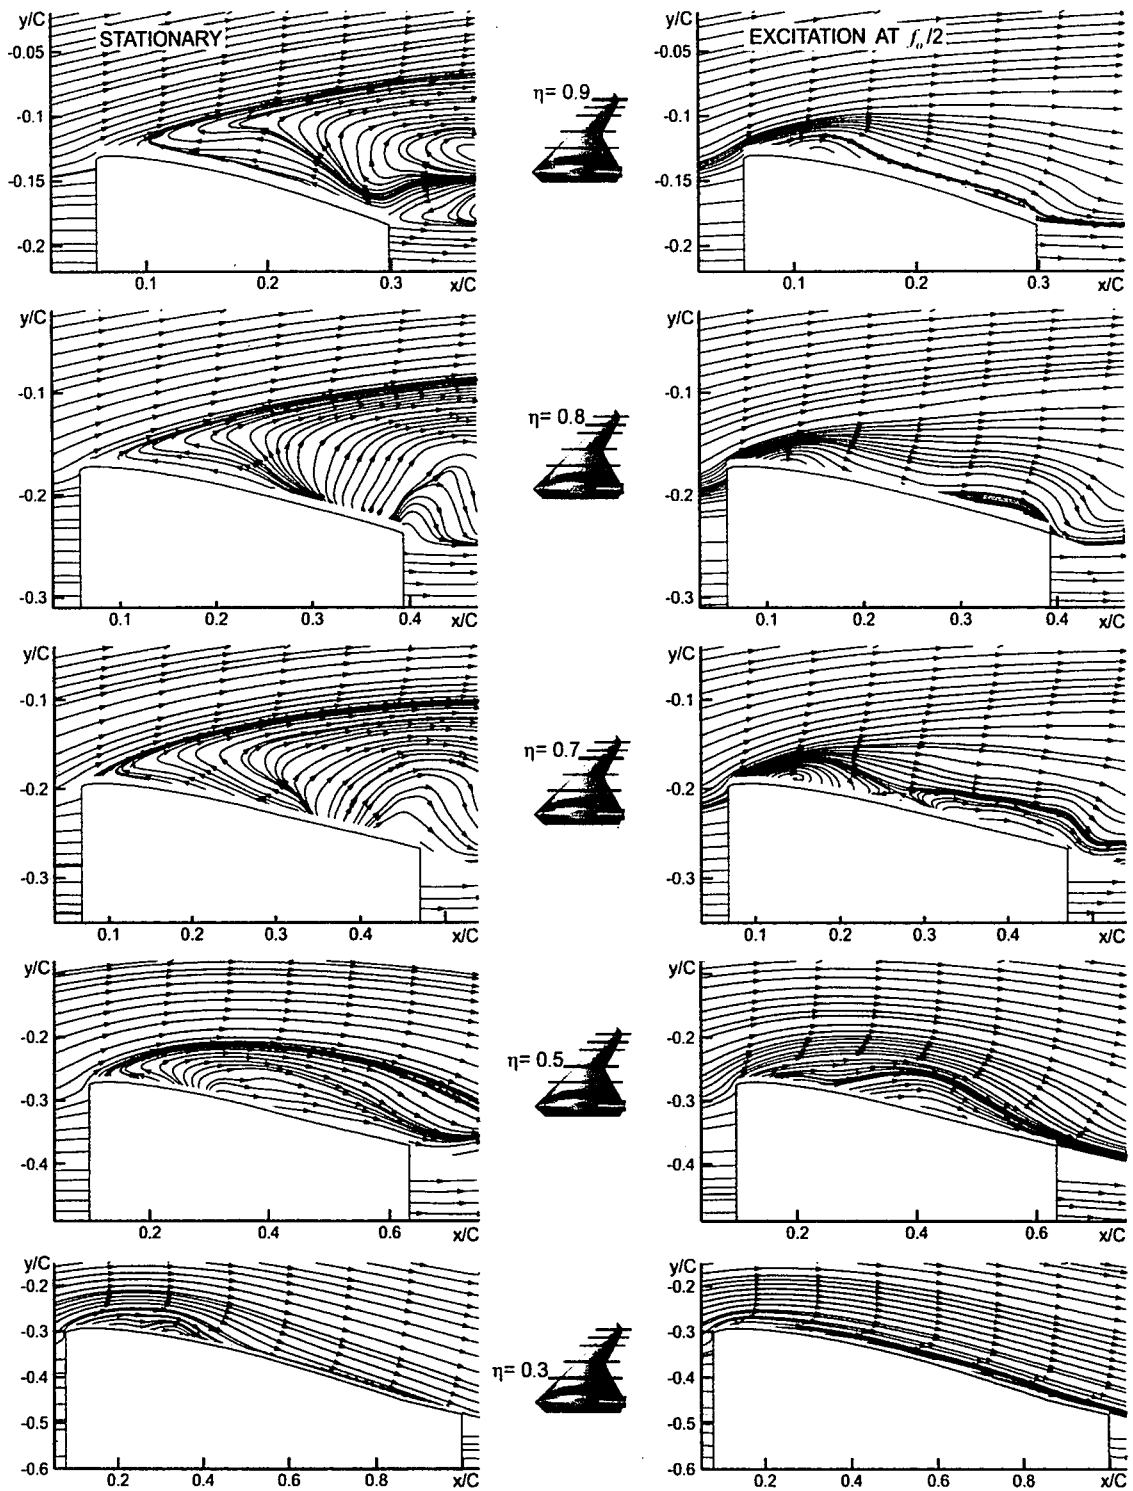 y/C
STATIONARY
-0.05
-0.1
-0.15
-0.2
0.1
0.2
0.3
x/C
η= 0.9
y/C
EXCITATION AT fo/2
-0.05
-0.1
-0.15
-0.2
0.1
0.2
0.3
x/C
y/C
-0.1
-0.2
-0.3
0.1
0.2
0.3
0.4
x/C
η= 0.8
y/C
-0.1
-0.2
-0.3
0.1
0.2
0.3
0.4
x/C
y/C
-0.1
-0.2
-0.3
0.1
0.2
0.3
0.4
x/C
η= 0.7
y/C
-0.1
-0.2
-0.3
0.1
0.2
0.3
0.4
x/C
y/C
-0.2
-0.3
-0.4
0.2
0.4
0.6
x/C
η= 0.5
y/C
-0.2
-0.3
-0.4
0.2
0.4
0.6
x/C
y/C
-0.2
-0.3
-0.4
-0.5
-0.6
0.2
0.4
0.6
0.8
x/C
η= 0.3
y/C
-0.2
-0.3
-0.4
-0.5
-0.6
0.2
0.4
0.6
0.8
x/C